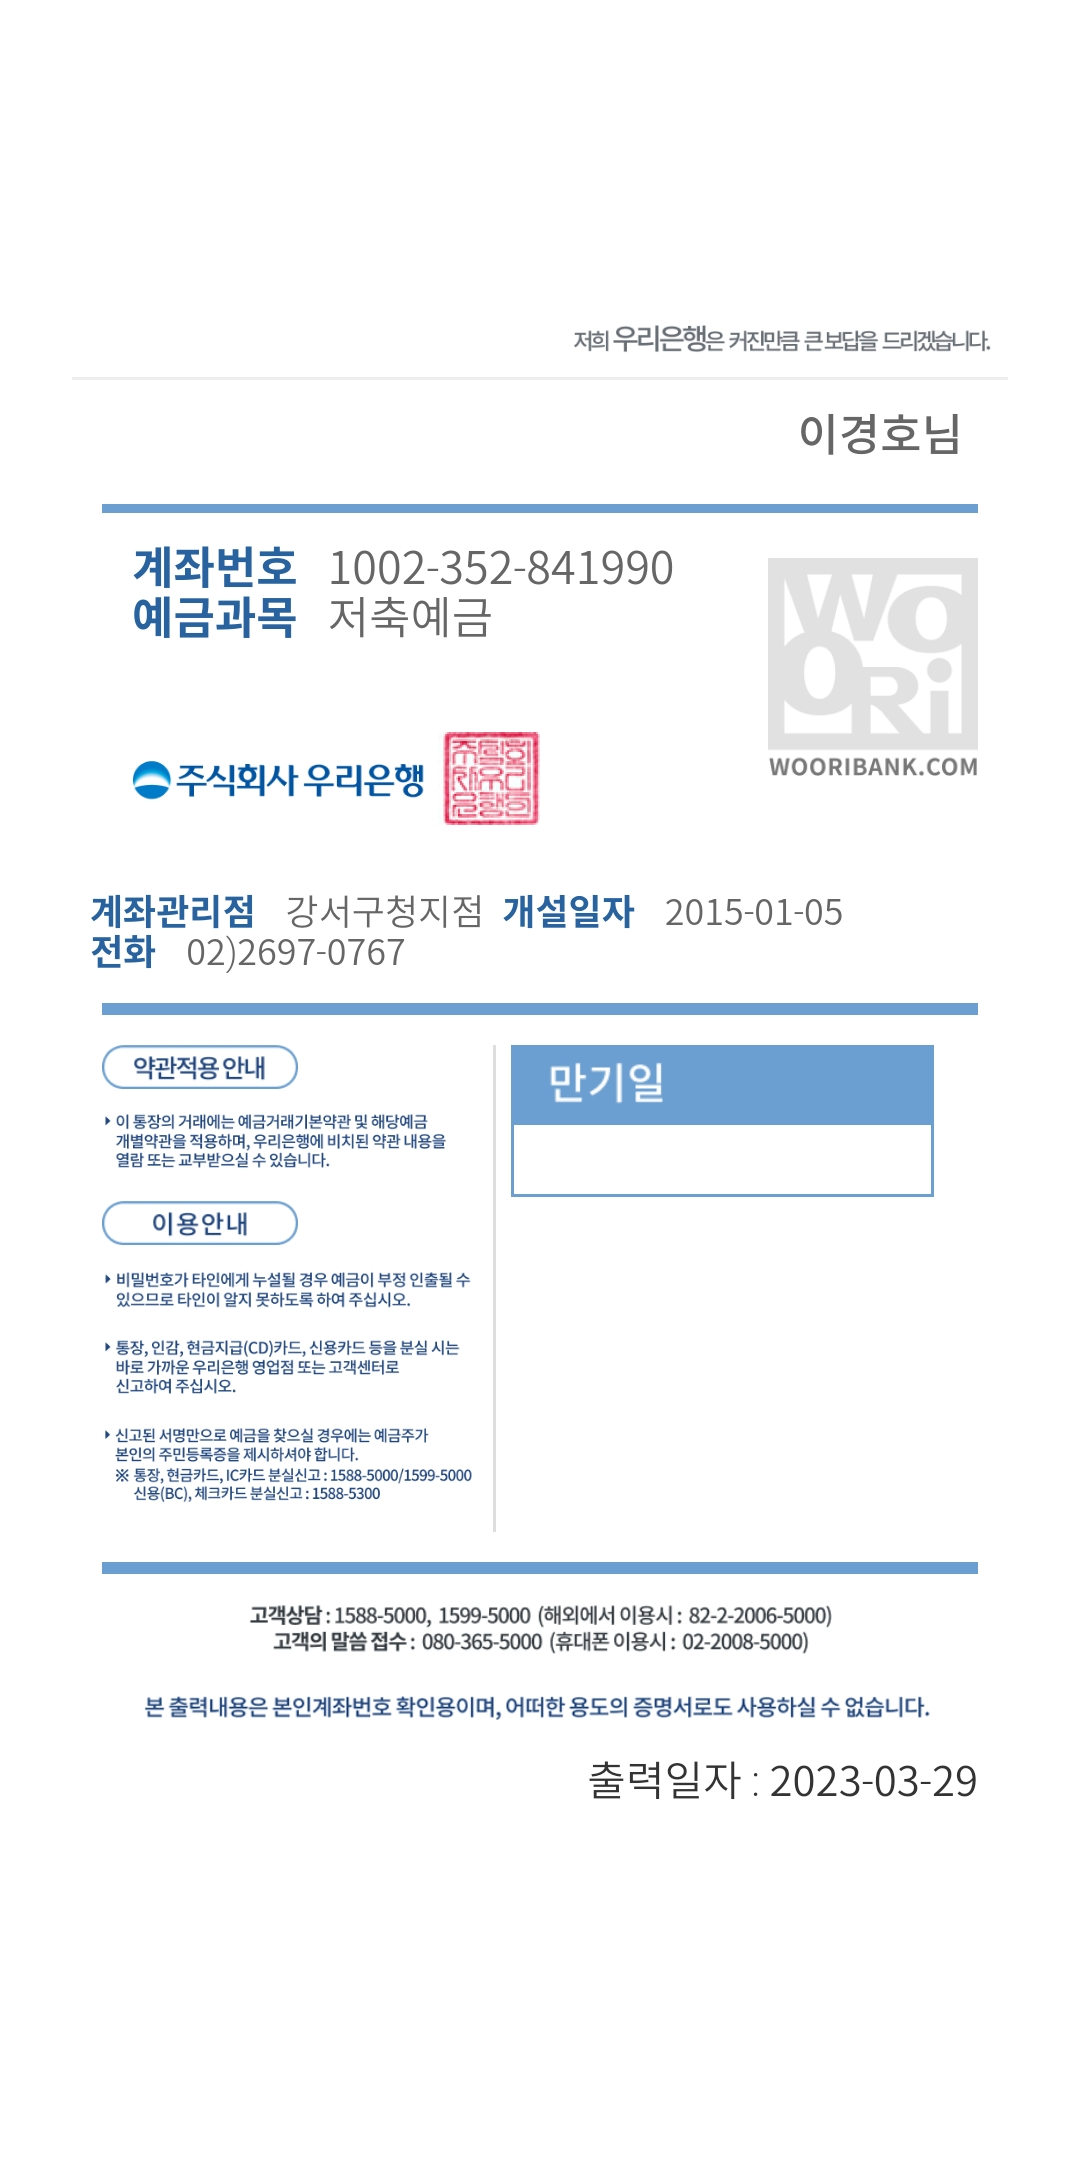 저희 우리은행은 커진만큼 큰 보답을 드리겠습니다.
이경호님
계좌번호 1002-352-841990
예금과목 저축예금
WOORi
WOORIBANK.COM
주식회사 우리은행
계좌관리점 강서구청지점 개설일자 2015-01-05
전화 02)2697-0767
약관적용 안내
이 통장의 거래에는 예금거래기본약관 및 해당예금
개별약관을 적용하며, 우리은행에 비치된 약관 내용을
열람 또는 교부받으실 수 있습니다.
이용안내
비밀번호가 타인에게 누설될 경우 예금이 부정 인출될 수
있으므로 타인이 알지 못하도록 하여 주십시오.
통장, 인감, 현금지급(CD)카드, 신용카드 등을 분실 시는
바로 가까운 우리은행 영업점 또는 고객센터로
신고하여 주십시오.
신고된 서명만으로 예금을 찾으실 경우에는 예금주가
본인의 주민등록증을 제시하셔야 합니다.
※ 통장, 현금카드, IC카드 분실신고 : 1588-5000/1599-5000
신용(BC), 체크카드 분실신고 : 1588-5300
만기일
고객상담 : 1588-5000, 1599-5000 (해외에서 이용시 : 82-2-2006-5000)
고객의 말씀 접수 : 080-365-5000 (휴대폰 이용시 : 02-2008-5000)
본 출력내용은 본인계좌번호 확인용이며, 어떠한 용도의 증명서로도 사용하실 수 없습니다.
출력일자 : 2023-03-29